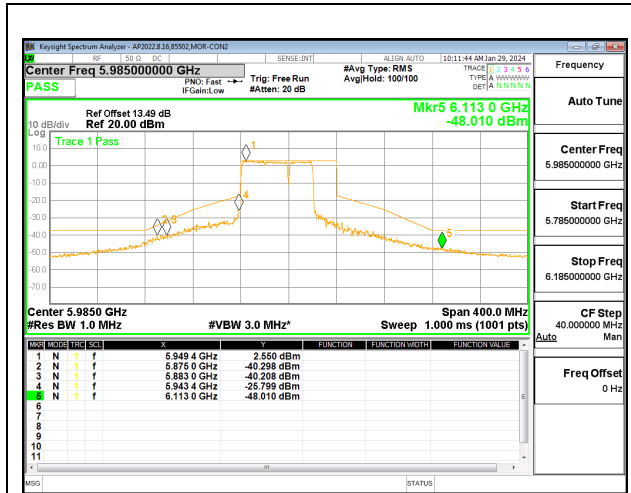 Keysight Spectrum Analyzer - AP2022.8.16,85502,MOR-CON2
RF 50 Ω DC SENSE:INT ALIGN AUTO 10:11:44 AM Jan 29, 2024
Center Freq 5.985000000 GHz #Avg Type: RMS TRACE 1 2 3 4 5 6
PNO: Fast Trig: Free Run Avg|Hold: 100/100 TYPE A WWWWW
PASS IFGain:Low #Atten: 20 dB DET A N N N N N
Mkr5 6.113 0 GHz
Ref Offset 13.49 dB
10 dB/div Ref 20.00 dBm -48.010 dBm
Log
Trace 1 Pass
10.0
0.00
-10.0
-20.0
-30.0
-40.0
-50.0
-60.0
-70.0
1
2 3
4
5
Center 5.9850 GHz Span 400.0 MHz
#Res BW 1.0 MHz #VBW 3.0 MHz* Sweep 1.000 ms (1001 pts)
MKR MODE TRC SCL X Y FUNCTION FUNCTION WIDTH FUNCTION VALUE
1 N 1 f 5.949 4 GHz 2.550 dBm
2 N 1 f 5.875 0 GHz -40.298 dBm
3 N 1 f 5.883 0 GHz -40.208 dBm
4 N 1 f 5.943 4 GHz -25.799 dBm
5 N 1 f 6.113 0 GHz -48.010 dBm
6
7
8
9
10
11
MSG STATUS
Frequency
Auto Tune
Center Freq
5.985000000 GHz
Start Freq
5.785000000 GHz
Stop Freq
6.185000000 GHz
CF Step
40.000000 MHz
Auto Man
Freq Offset
0 Hz